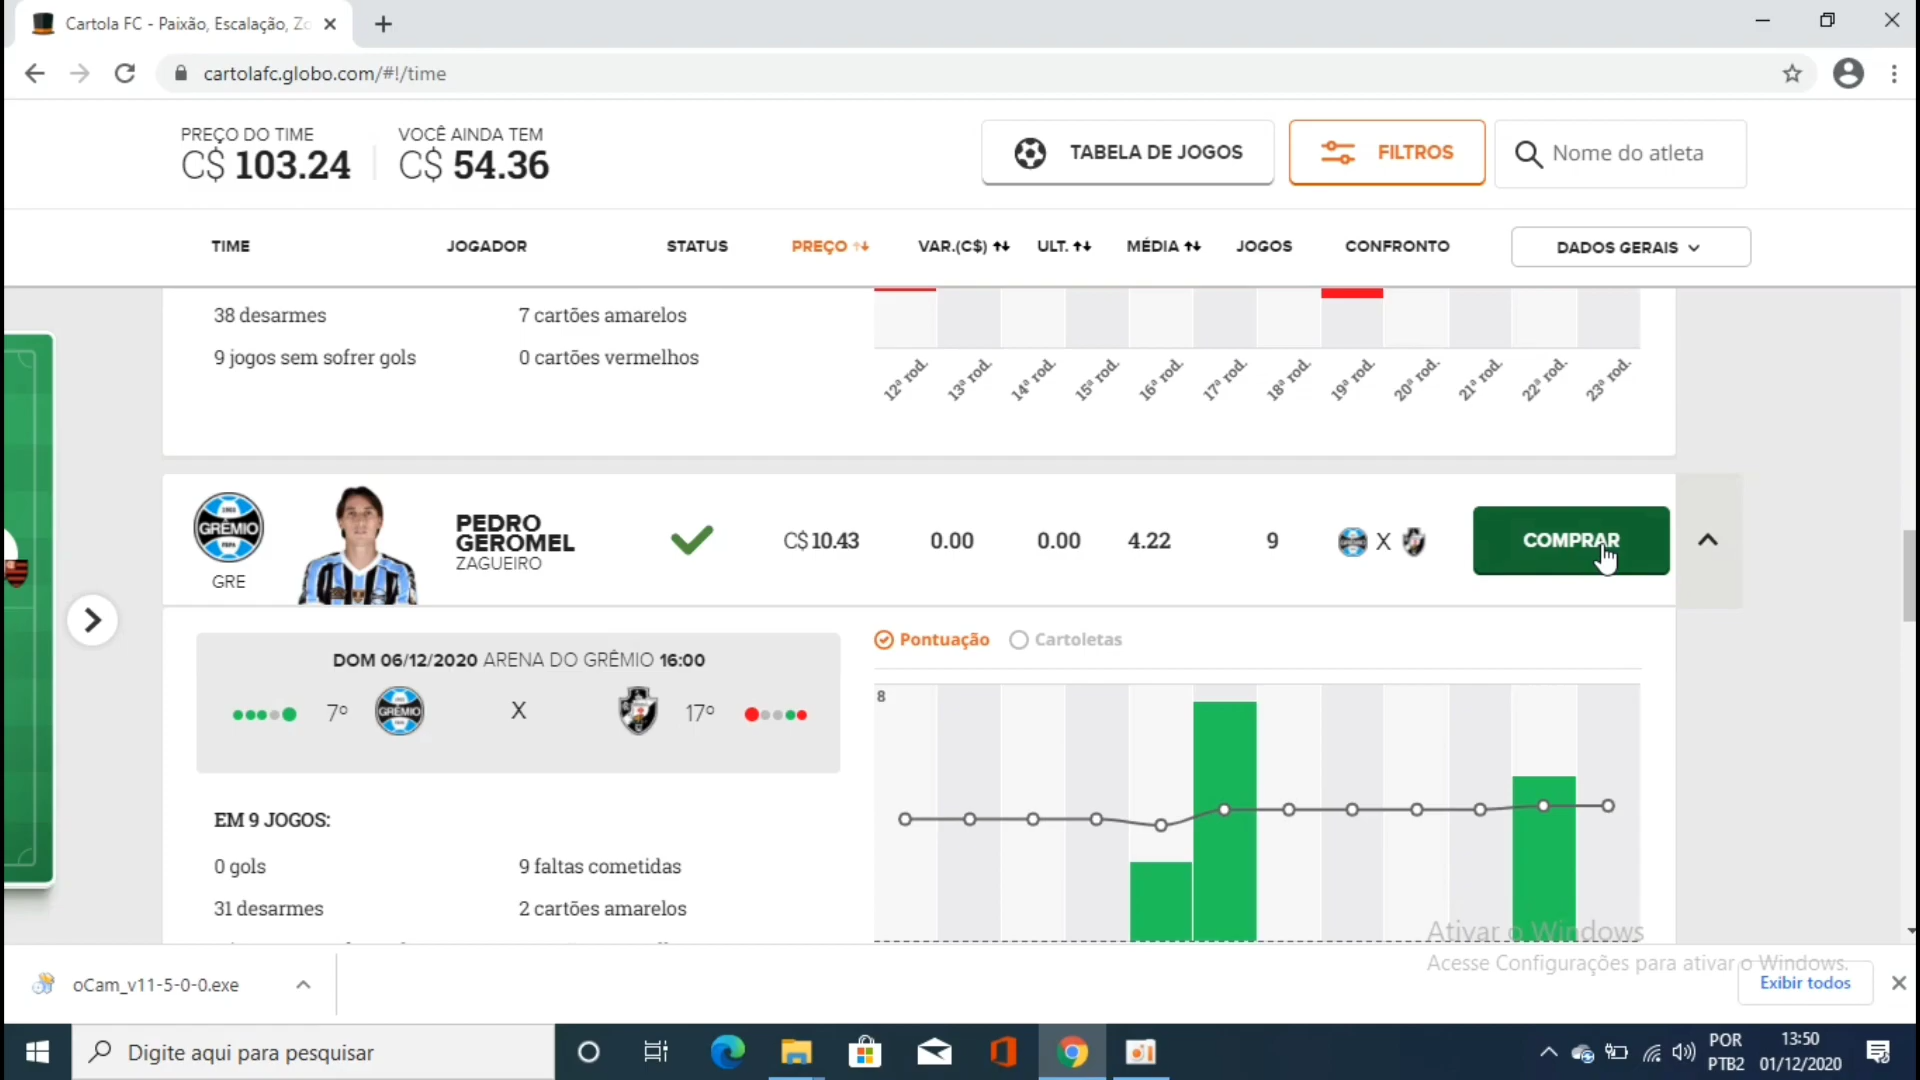 Cartola FC - Paixão, Escalação, Zo
cartolafc.globo.com/#!/time
PREÇO DO TIME
C$ 103.24
VOCÊ AINDA TEM
C$ 54.36
TABELA DE JOGOS
FILTROS
Nome do atleta
TIME JOGADOR STATUS PREÇO VAR.(C$) ULT. MÉDIA JOGOS CONFRONTO DADOS GERAIS
38 desarmes
7 cartões amarelos
9 jogos sem sofrer gols
0 cartões vermelhos
12ª rod. 13ª rod. 14ª rod. 15ª rod. 16ª rod. 17ª rod. 18ª rod. 19ª rod. 20ª rod. 21ª rod. 22ª rod. 23ª rod.
GRÊMIO
GRE
PEDRO
GEROMEL
ZAGUEIRO
C$ 10.43 0.00 0.00 4.22 9 X COMPRAR
Pontuação Cartoletas
DOM 06/12/2020 ARENA DO GRÊMIO 16:00
7º GRÊMIO X 17º
8
EM 9 JOGOS:
0 gols
9 faltas cometidas
31 desarmes
2 cartões amarelos
Ativar o Windows
Acesse Configurações para ativar o Windows.
oCam_v11-5-0-0.exe
Exibir todos
Digite aqui para pesquisar
POR
PTB2
13:50
01/12/2020